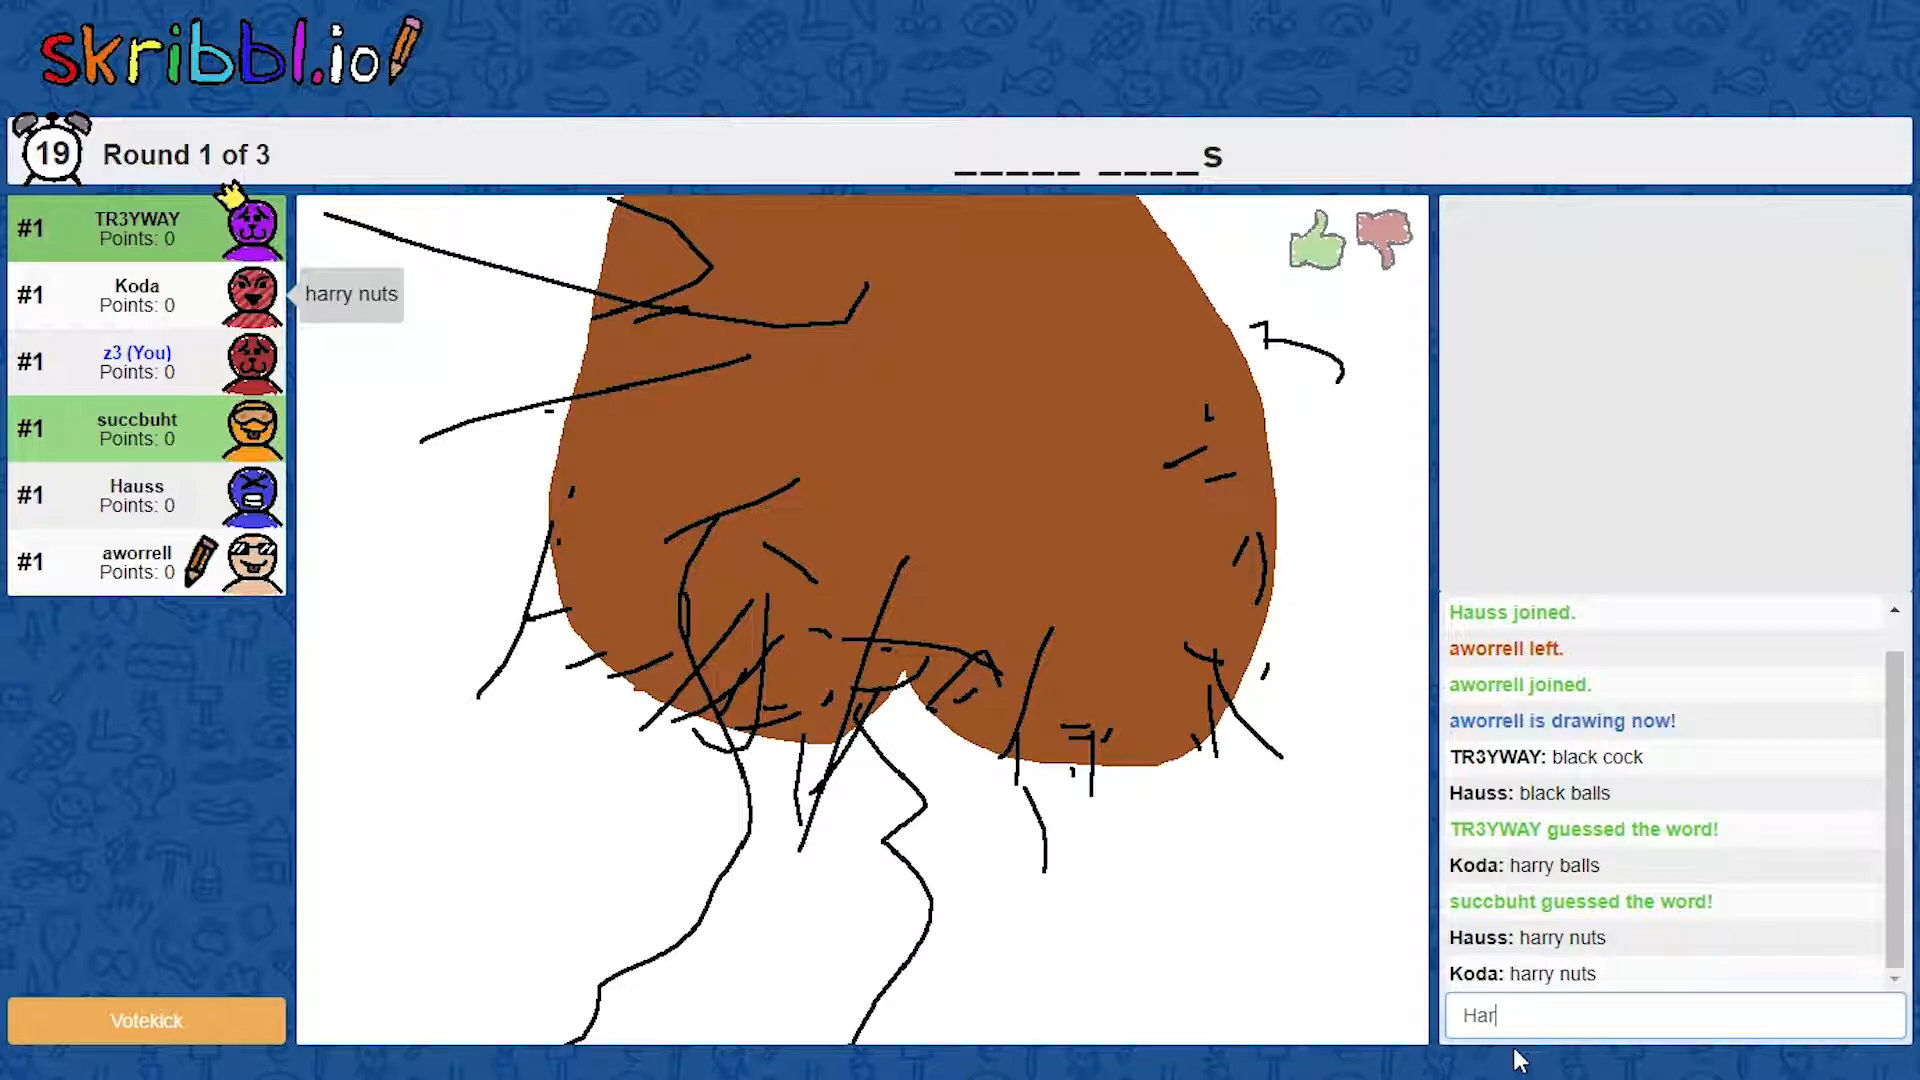 skribbl.io
19
Round 1 of 3
_____ ____s
#1
TR3YWAY
Points: 0
#1
Koda
Points: 0
harry nuts
#1
z3 (You)
Points: 0
#1
succbuht
Points: 0
#1
Hauss
Points: 0
#1
aworrell
Points: 0
Votekick
Hauss joined.
aworrell left.
aworrell joined.
aworrell is drawing now!
TR3YWAY: black cock
Hauss: black balls
TR3YWAY guessed the word!
Koda: harry balls
succbuht guessed the word!
Hauss: harry nuts
Koda: harry nuts
Har